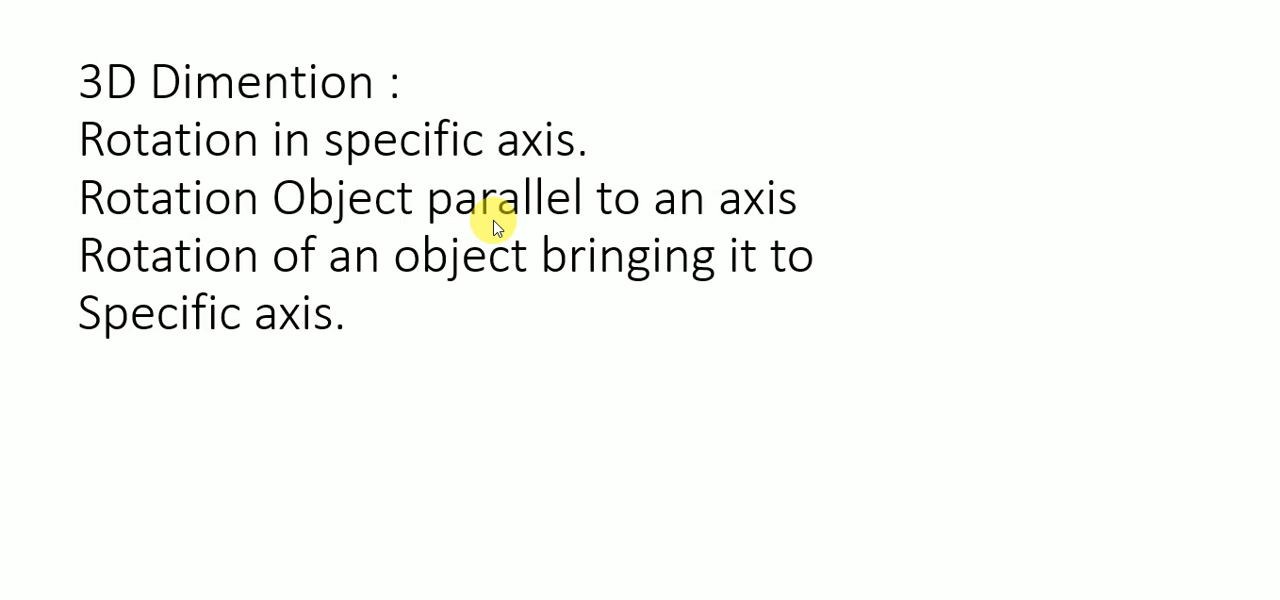 3D Dimention :
Rotation in specific axis.
Rotation Object parallel to an axis
Rotation of an object bringing it to
Specific axis.